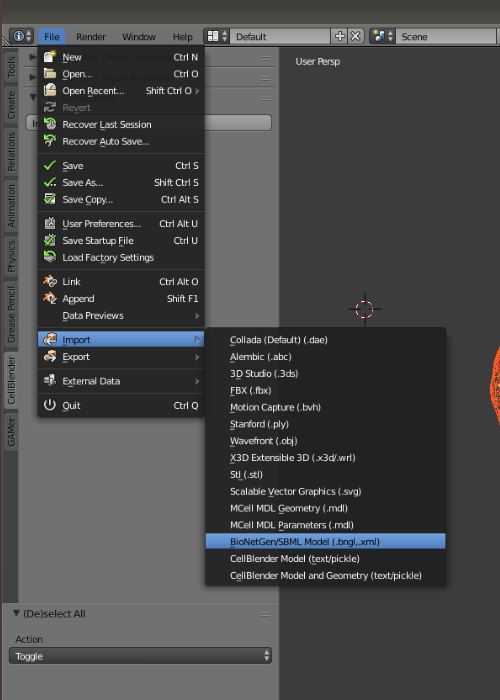 File Render Window Help Default Scene
User Persp
New Ctrl N
Open... Ctrl O
Open Recent... Shift Ctrl O
Revert
Recover Last Session
Recover Auto Save...
Save Ctrl S
Save As... Shift Ctrl S
Save Copy... Ctrl Alt S
User Preferences... Ctrl Alt U
Save Startup File Ctrl U
Load Factory Settings
Link Ctrl Alt O
Append Shift F1
Data Previews
Import
Export
External Data
Quit Ctrl Q
Tools
Create
Relations
Animation
Physics
Grease Pencil
CellBlender
GAMer
Collada (Default) (.dae)
Alembic (.abc)
3D Studio (.3ds)
FBX (.fbx)
Motion Capture (.bvh)
Stanford (.ply)
Wavefront (.obj)
X3D Extensible 3D (.x3d/.wrl)
Stl (.stl)
Scalable Vector Graphics (.svg)
MCell MDL Geometry (.mdl)
MCell MDL Parameters (.mdl)
BioNetGen/SBML Model (.bngl,.xml)
CellBlender Model (text/pickle)
CellBlender Model and Geometry (text/pickle)
(De)select All
Action
Toggle